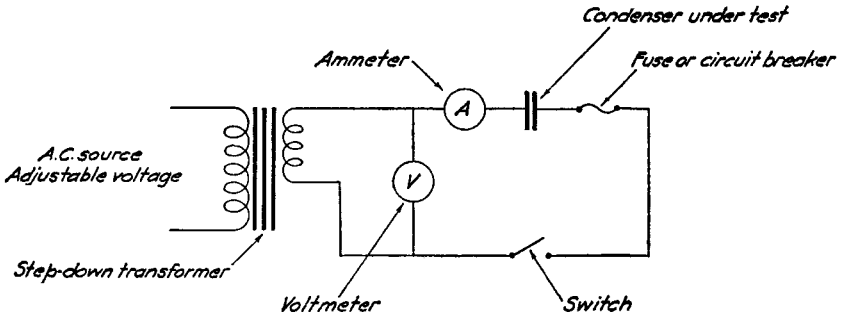 Condenser under test
Ammeter
Fuse or circuit breaker
A
A.C. source
Adjustable voltage
V
Step-down transformer
Voltmeter
Switch